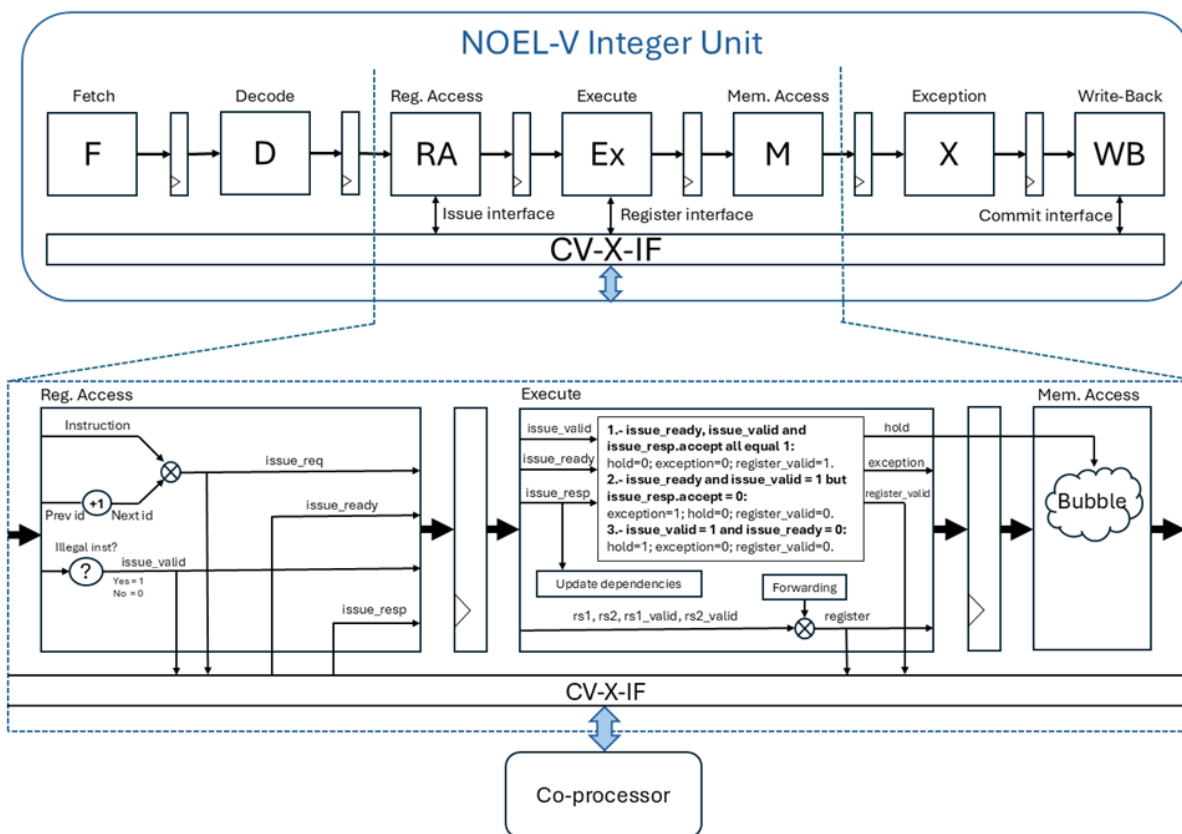 NOEL-V Integer Unit
Fetch
Decode
Reg. Access
Execute
Mem. Access
Exception
Write-Back
F
D
RA
Ex
M
X
WB
Issue interface
Register interface
Commit interface
CV-X-IF
Reg. Access
Execute
Mem. Access
Instruction
issue_req
+1
Prev id
Next id
issue_ready
Illegal inst?
?
issue_valid
Yes = 1
No = 0
issue_resp
issue_valid
issue_ready
issue_resp
1.- issue_ready, issue_valid and
issue_resp.accept all equal 1:
hold=0; exception=0; register_valid=1.
2.- issue_ready and issue_valid = 1 but
issue_resp.accept = 0:
exception=1; hold=0; register_valid=0.
3.- issue_valid = 1 and issue_ready = 0:
hold=1; exception=0; register_valid=0.
hold
exception
register_valid
Bubble
Update dependencies
Forwarding
rs1, rs2, rs1_valid, rs2_valid
register
CV-X-IF
Co-processor